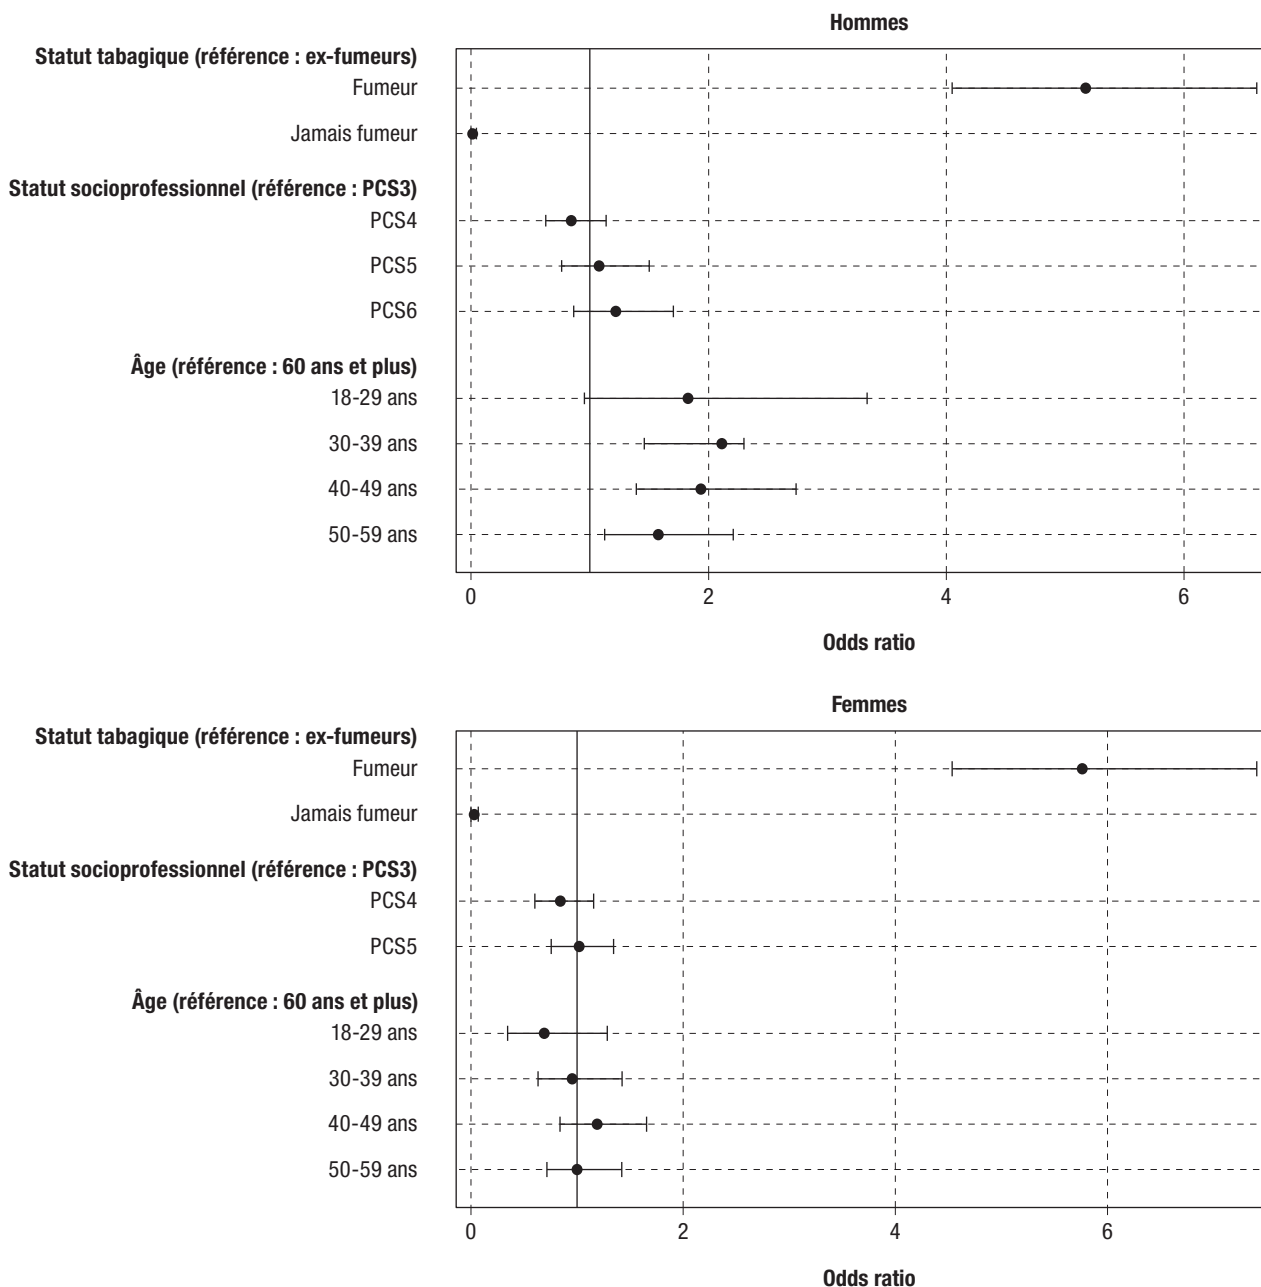 Hommes
Statut tabagique (référence : ex-fumeurs)
Fumeur
Jamais fumeur
Statut socioprofessionnel (référence : PCS3)
PCS4
PCS5
PCS6
Âge (référence : 60 ans et plus)
18-29 ans
30-39 ans
40-49 ans
50-59 ans
0 2 4 6
Odds ratio
Femmes
Statut tabagique (référence : ex-fumeurs)
Fumeur
Jamais fumeur
Statut socioprofessionnel (référence : PCS3)
PCS4
PCS5
Âge (référence : 60 ans et plus)
18-29 ans
30-39 ans
40-49 ans
50-59 ans
0 2 4 6
Odds ratio